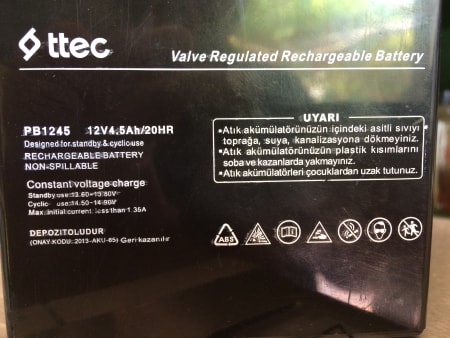 ttec
Valve Regulated Rechargeable Battery
PB1245 12V4.5Ah/20HR
Designed for standby & cyclicuse
RECHARGEABLE BATTERY
NON-SPILLABLE
Constant voltage charge
Standby use:13.60-13.80V
Cyclic use:14.50-14.90V
Max.initial current: less than 1.35A
DEPOZITOLUDUR
(ONAY-KODU: 2013-AKU-65) Geri kazanılır
UYARI
•Atık akümülatörünüzün içindeki asitli sıvıyı
toprağa, suya, kanalizasyona dökmeyiniz.
•Atık akümülatörünüzün plastik kısımlarını
soba ve kazanlarda yakmayınız.
•Atık akümülatörleri çocuklardan uzak tutunuz.
ABS